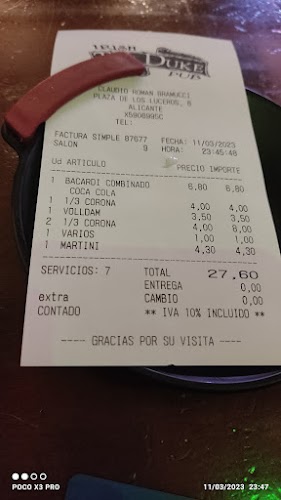 IRISH
DUKE
PUB
CLAUDIO ROMAN BRAMUCCI
PLAZA DE LOS LUCEROS, 8
ALICANTE
TEL:
FACTURA SIMPLE 87677 FECHA: 11/03/2023
SALON 9 HORA: 23:45:48
Ud ARTICULO PRECIO IMPORTE
1 BACARDI COMBINADO 6,80 6,80
COCA COLA
1 1/3 CORONA 4,00 4,00
1 VOLLDAM 3,50 3,50
2 1/3 CORONA 4,00 8,00
1 VARIOS 1,00 1,00
1 MARTINI 4,30 4,30
SERVICIOS: 7 TOTAL 27,60
ENTREGA 0,00
extra CAMBIO 0,00
CONTADO ** IVA 10% INCLUIDO **
---- GRACIAS POR SU VISITA ----
POCO X3 PRO 11/03/2023 23:47